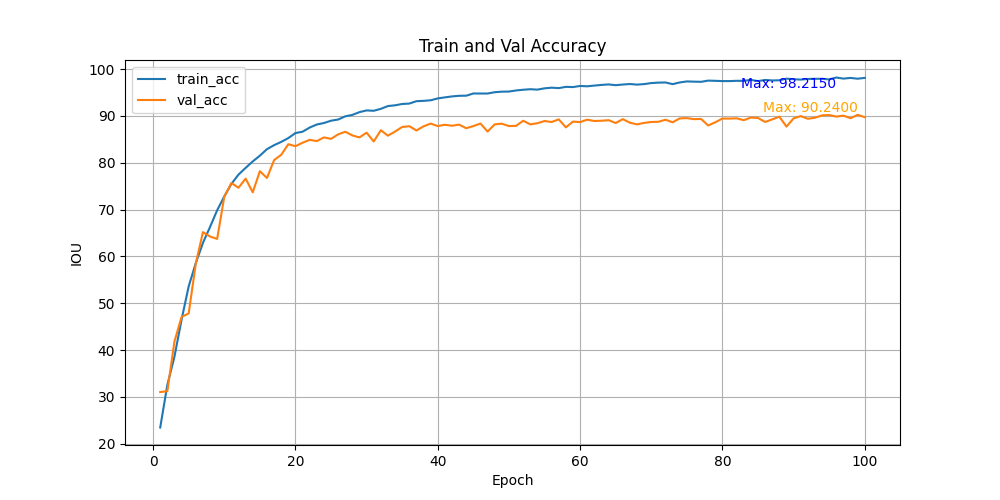 Train and Val Accuracy
train_acc
val_acc
Max: 98.2150
Max: 90.2400
IOU
100
90
80
70
60
50
40
30
20
0 20 40 60 80 100
Epoch